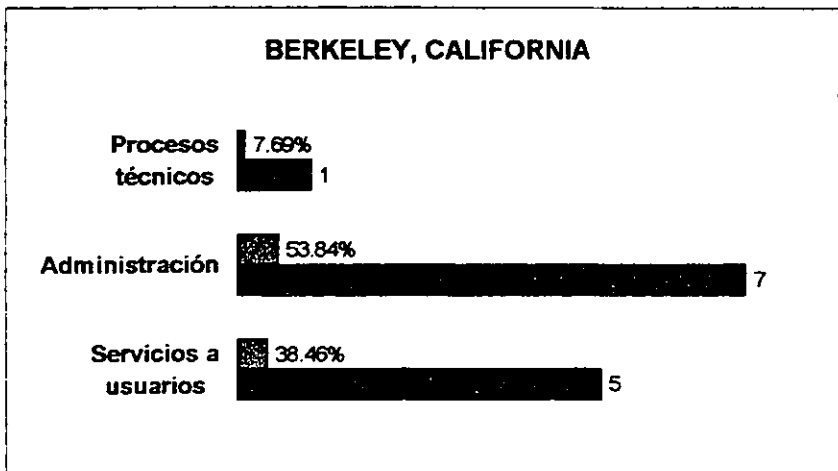 BERKELEY, CALIFORNIA
Procesos
técnicos
7.69%
1
Administración
53.84%
7
Servicios a
usuarios
38.46%
5